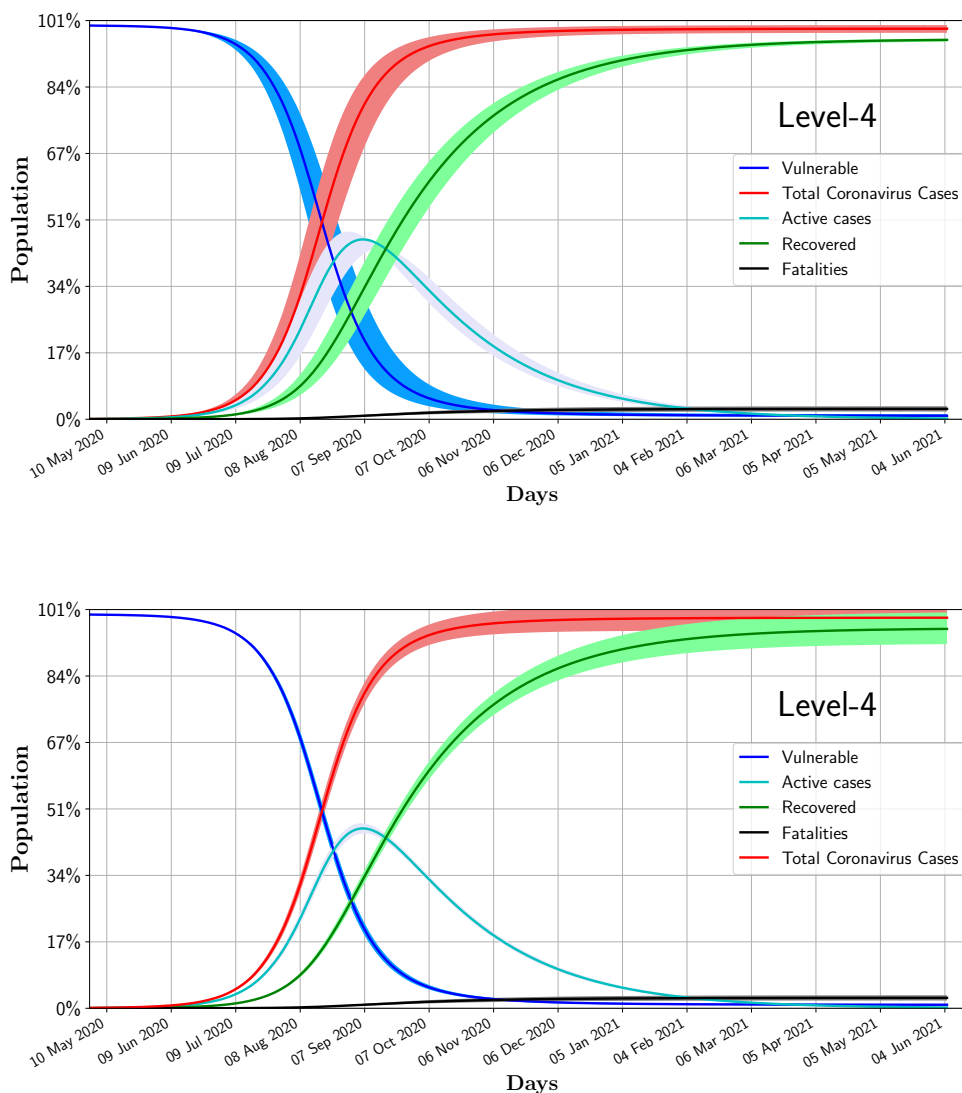 101%
84%
67%
51%
34%
17%
0%
Population
Level-4
Vulnerable
Total Coronavirus Cases
Active cases
Recovered
Fatalities
10 May 2020
09 Jun 2020
09 Jul 2020
08 Aug 2020
07 Sep 2020
07 Oct 2020
06 Nov 2020
06 Dec 2020
05 Jan 2021
04 Feb 2021
06 Mar 2021
05 Apr 2021
05 May 2021
04 Jun 2021
Days
101%
84%
67%
51%
34%
17%
0%
Population
Level-4
Vulnerable
Active cases
Recovered
Fatalities
Total Coronavirus Cases
10 May 2020
09 Jun 2020
09 Jul 2020
08 Aug 2020
07 Sep 2020
07 Oct 2020
06 Nov 2020
06 Dec 2020
05 Jan 2021
04 Feb 2021
06 Mar 2021
05 Apr 2021
05 May 2021
04 Jun 2021
Days